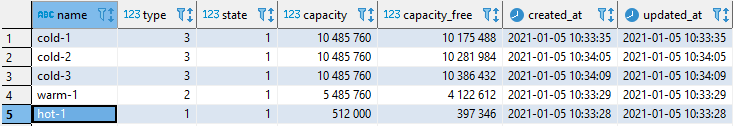 ABC name 123 type 123 state 123 capacity 123 capacity_free created_at updated_at
1 cold-1 3 1 10 485 760 10 175 488 2021-01-05 10:33:35 2021-01-05 10:33:35
2 cold-2 3 1 10 485 760 10 281 984 2021-01-05 10:34:05 2021-01-05 10:34:05
3 cold-3 3 1 10 485 760 10 386 432 2021-01-05 10:34:09 2021-01-05 10:34:09
4 warm-1 2 1 5 485 760 4 122 612 2021-01-05 10:33:29 2021-01-05 10:33:29
5 hot-1 1 1 512 000 397 346 2021-01-05 10:33:28 2021-01-05 10:33:28